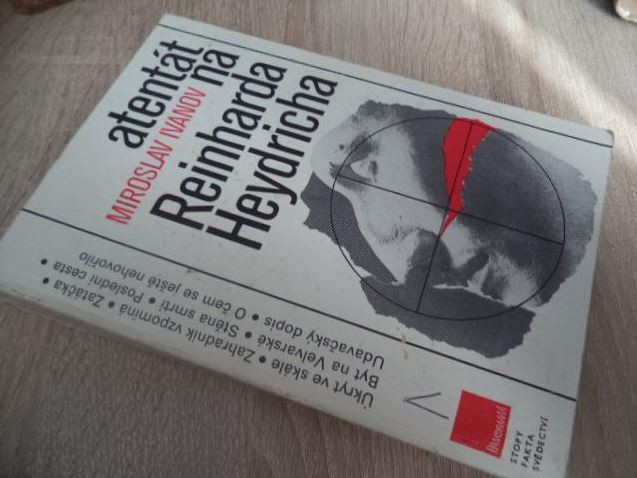 atentát
MIROSLAV IVANOV
na
Reinharda
Heydricha
Úkryt ve skále • Zahradník vzpomíná • Zatáčka •
Byt na Velvarské • Stěna smrti • Poslední cesta •
Udavačský dopis • O čem se ještě nehovořilo
PANORAMA
STOPY
FAKTA
SVĚDECTVÍ